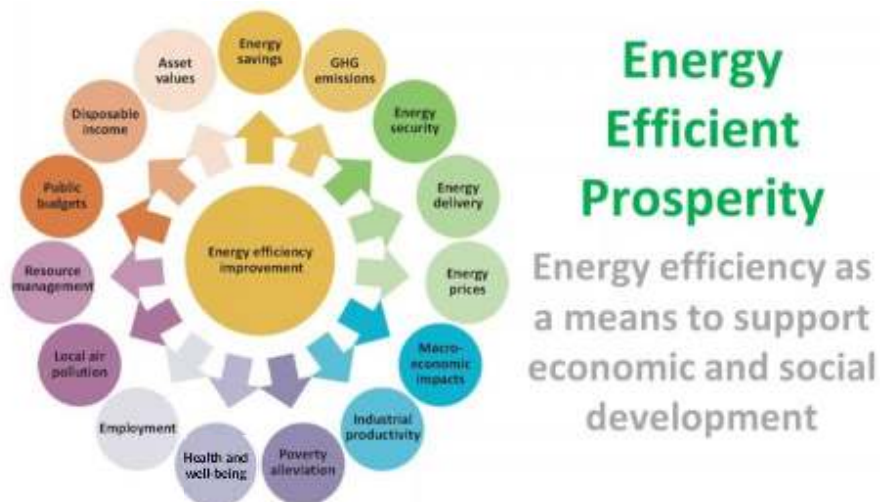 Energy
savings
GHG
emissions
Energy
security
Energy
delivery
Energy
prices
Macro-
economic
impacts
Industrial
productivity
Poverty
alleviation
Health and
well-being
Employment
Local air
pollution
Resource
management
Public
budgets
Disposable
income
Asset
values
Energy efficiency
improvement
Energy
Efficient
Prosperity
Energy efficiency as
a means to support
economic and social
development